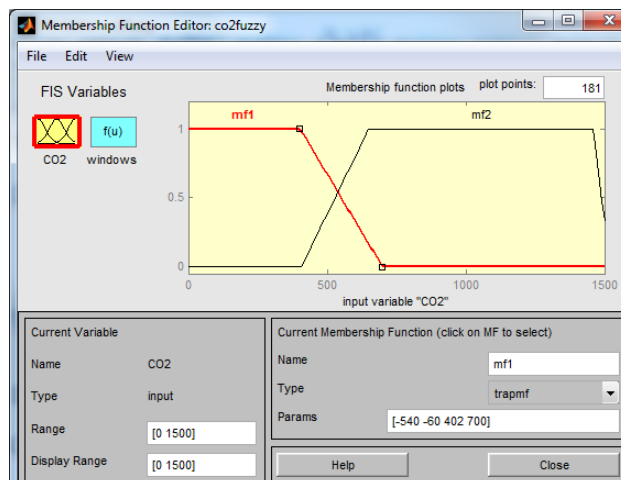 Membership Function Editor: co2fuzzy
File Edit View
FIS Variables
f(u)
CO2 windows
Membership function plots plot points: 181
mf1 mf2
1
0.5
0
0 500 1000 1500
input variable "CO2"
Current Variable
Name CO2
Type input
Range [0 1500]
Display Range [0 1500]
Current Membership Function (click on MF to select)
Name mf1
Type trapmf
Params [-540 -60 402 700]
Help Close